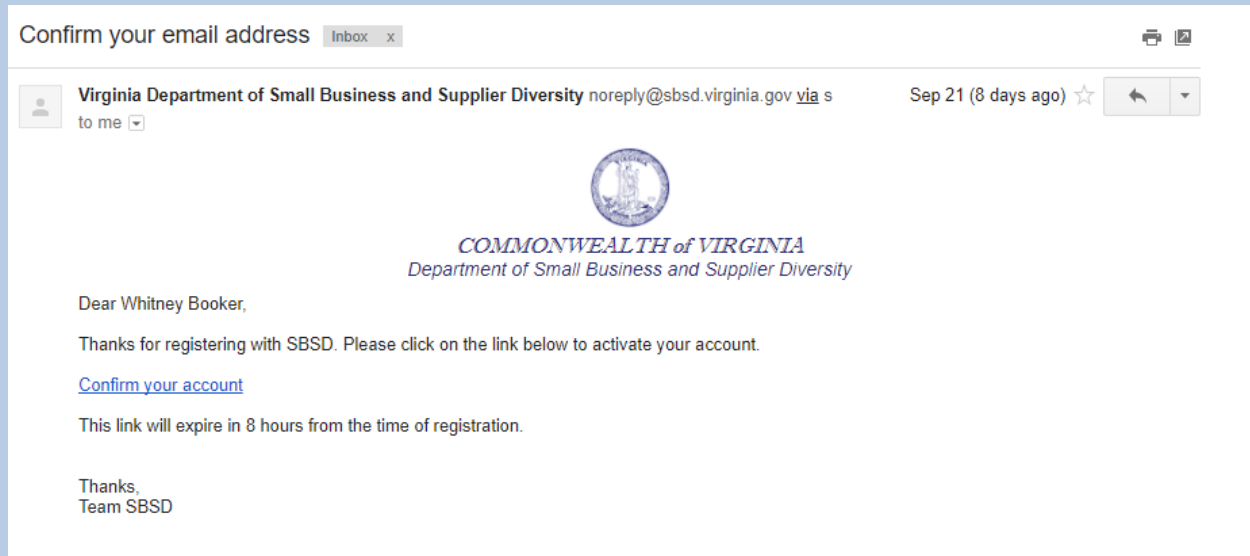 Confirm your email address Inbox x
Virginia Department of Small Business and Supplier Diversity noreply@sbsd.virginia.gov via s Sep 21 (8 days ago)
to me
VIRGINIA
COMMONWEALTH of VIRGINIA
Department of Small Business and Supplier Diversity
Dear Whitney Booker,
Thanks for registering with SBSD. Please click on the link below to activate your account.
Confirm your account
This link will expire in 8 hours from the time of registration.
Thanks,
Team SBSD